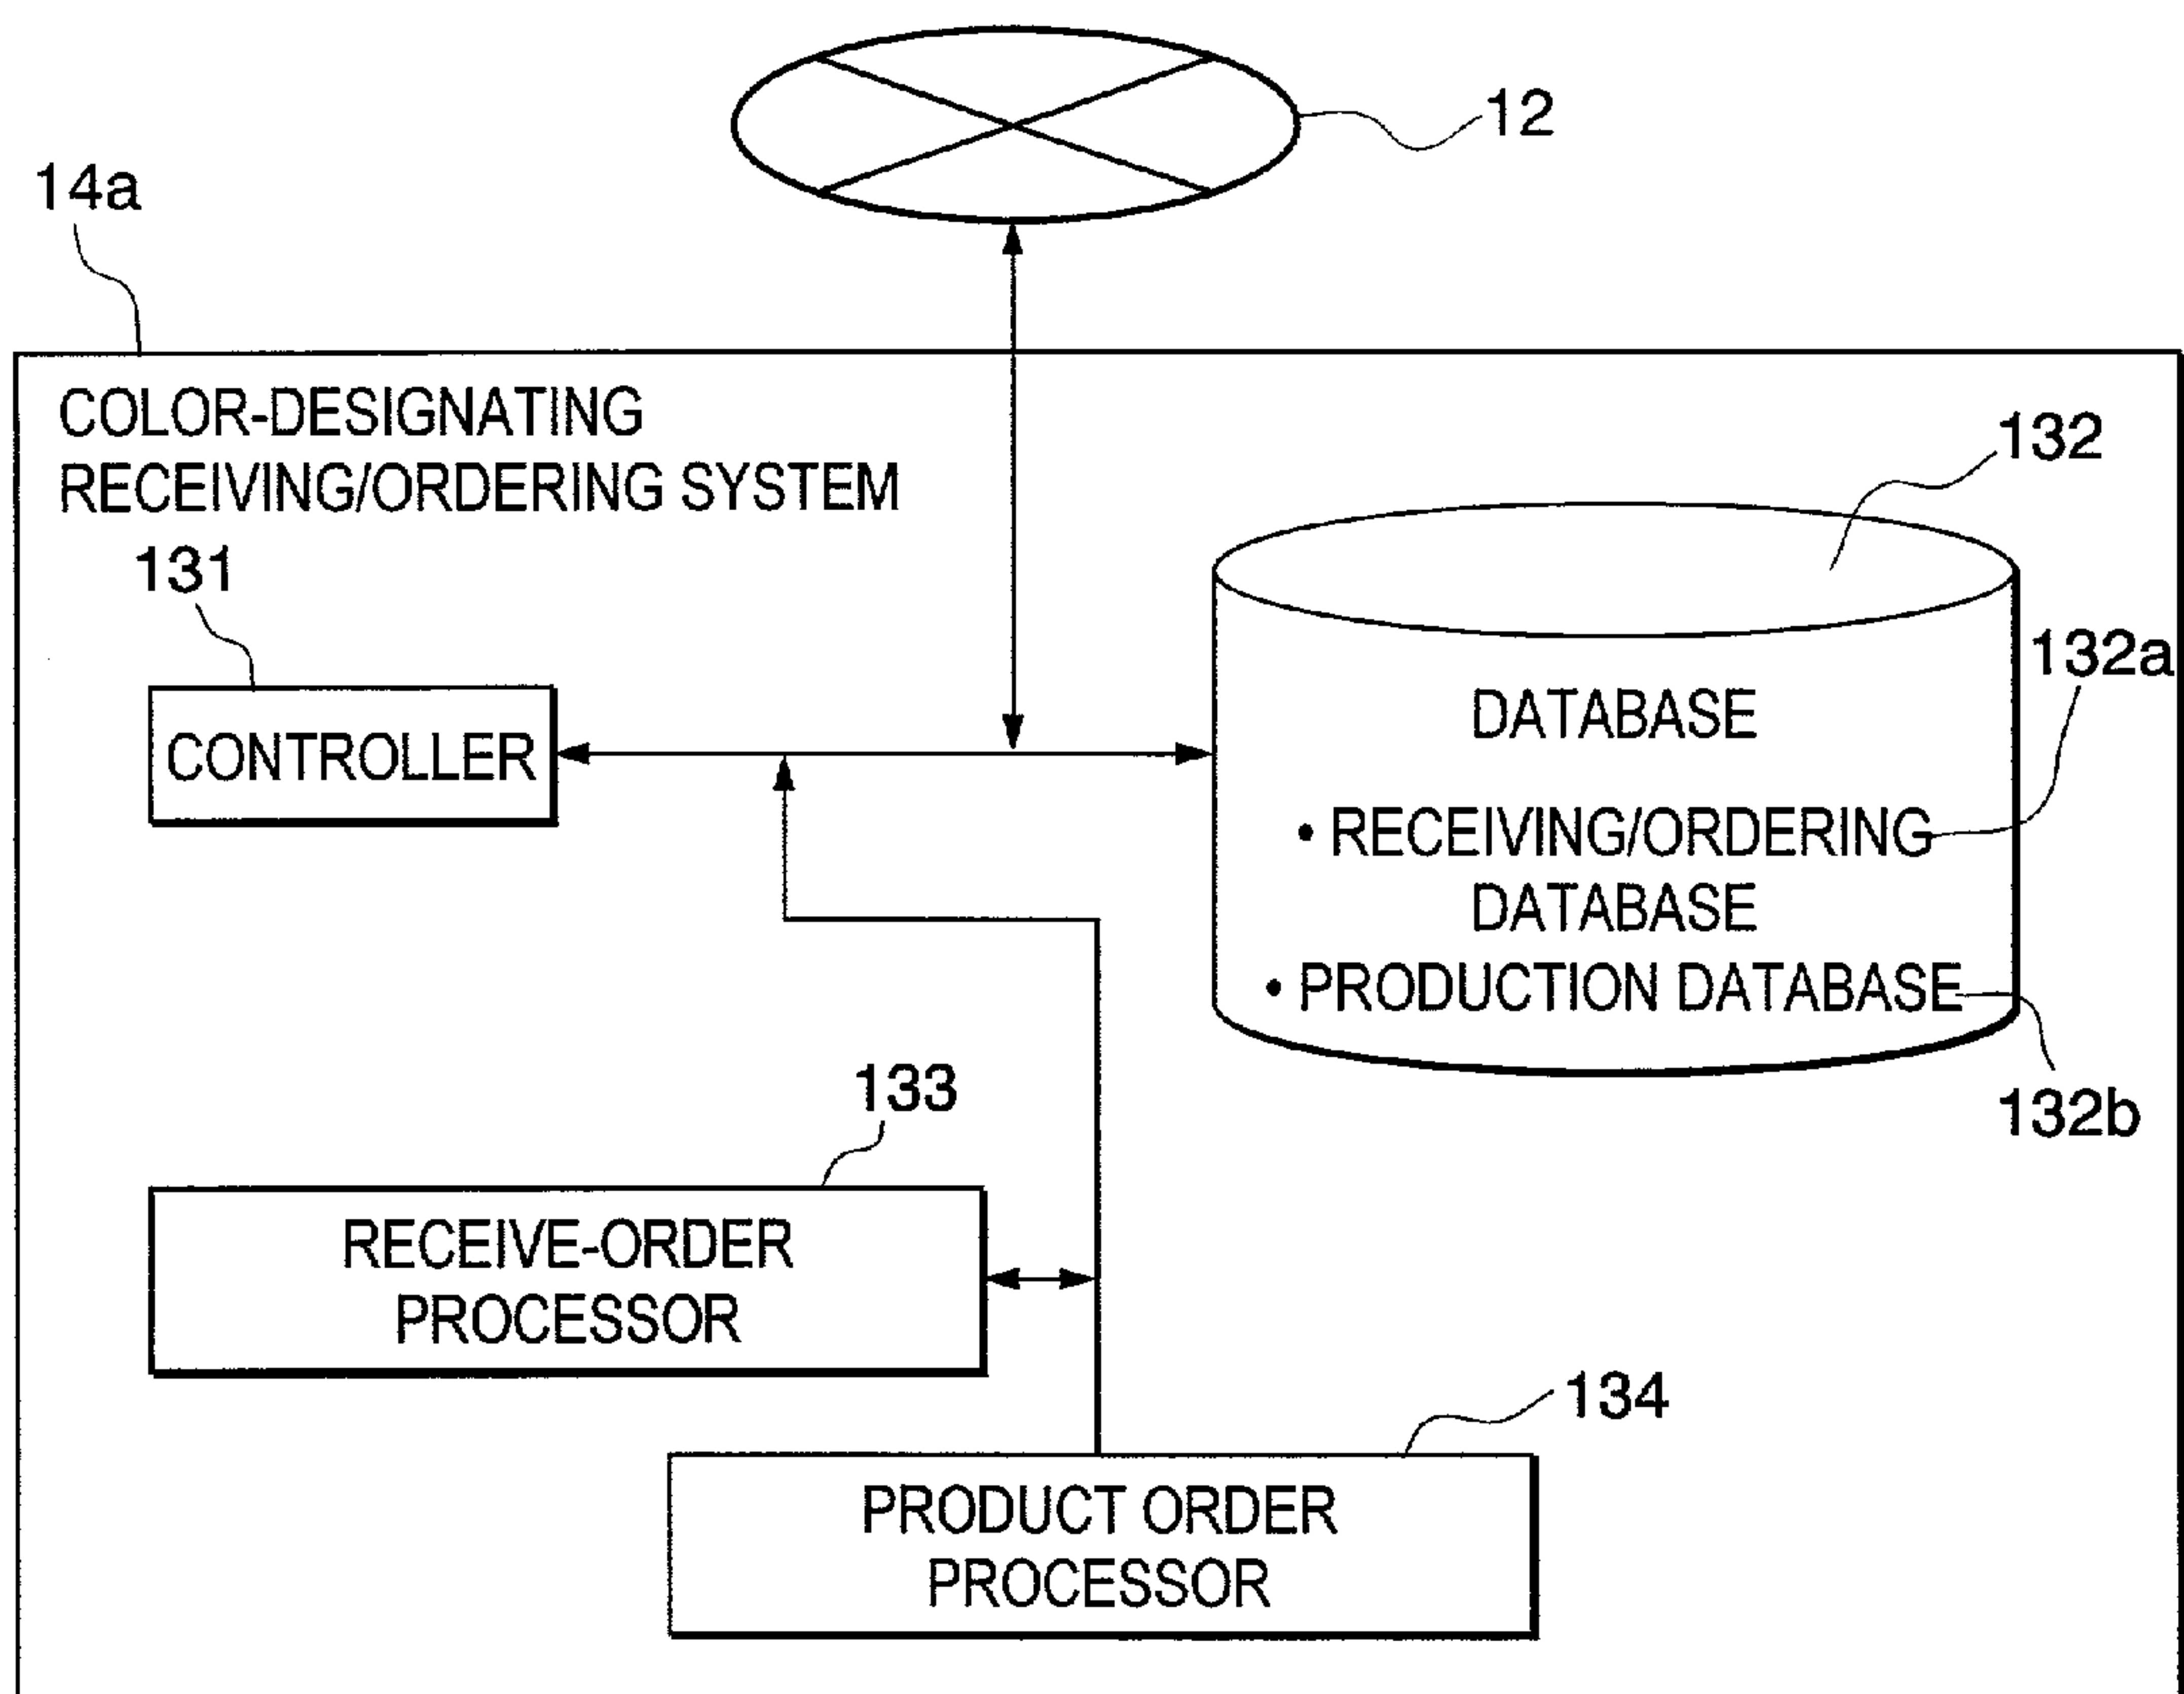 12
14a
COLOR-DESIGNATING
RECEIVING/ORDERING SYSTEM
132
131
132a
DATABASE
CONTROLLER
• RECEIVING/ORDERING
DATABASE
• PRODUCTION DATABASE
132b
133
RECEIVE-ORDER
PROCESSOR
134
PRODUCT ORDER
PROCESSOR